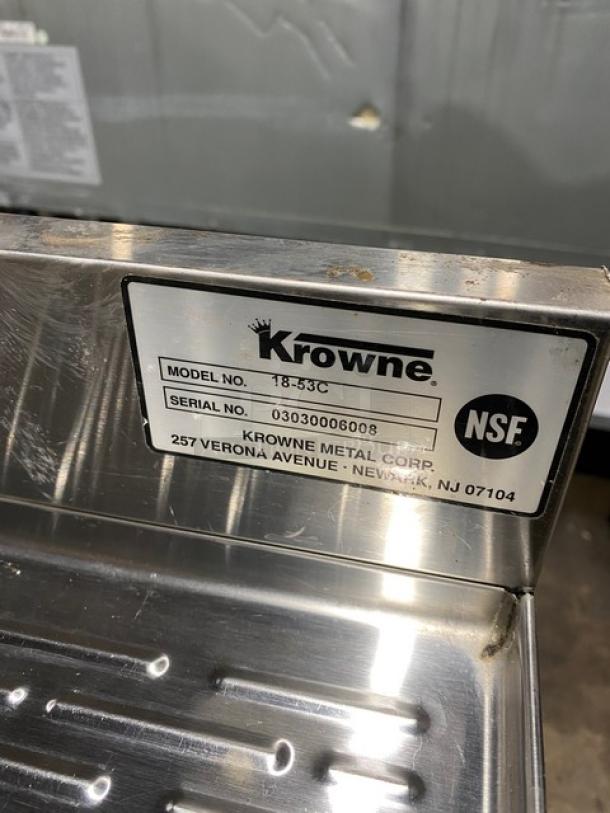 Krowne®
MODEL NO. 18-53C
SERIAL NO. 03030006008
KROWNE METAL CORP.
257 VERONA AVENUE · NEWARK, NJ 07104
NSF®